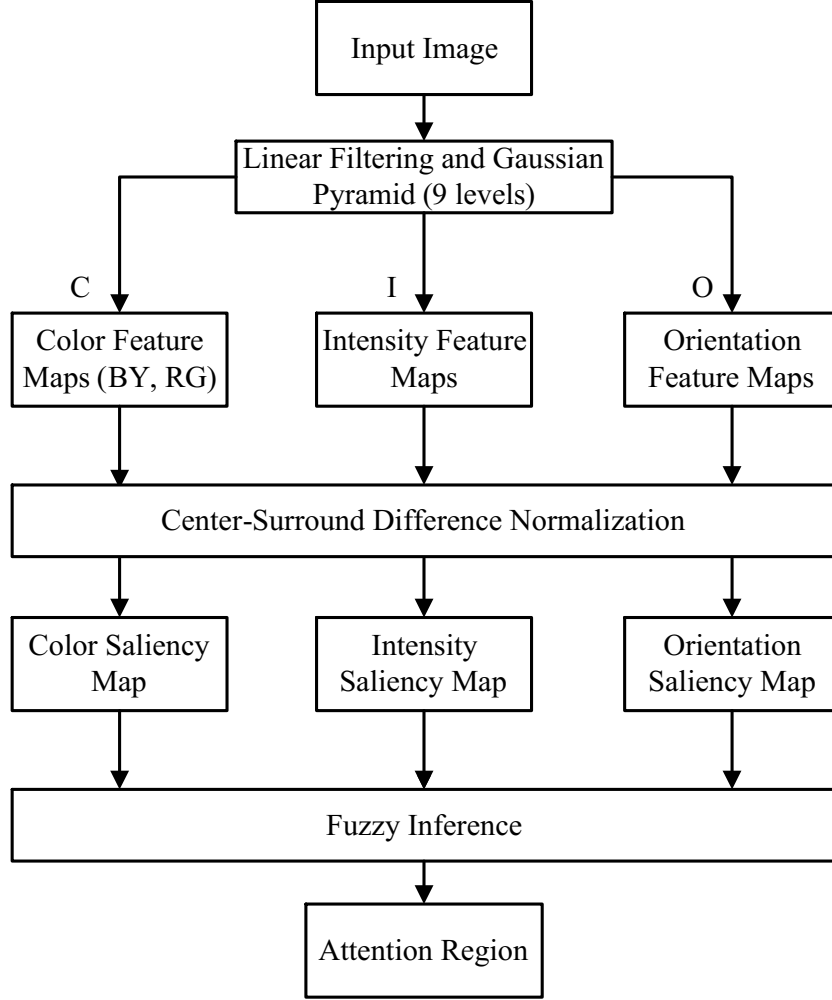 Input Image
Linear Filtering and Gaussian
Pyramid (9 levels)
C
I
O
Color Feature
Maps (BY, RG)
Intensity Feature
Maps
Orientation
Feature Maps
Center-Surround Difference Normalization
Color Saliency
Map
Intensity
Saliency Map
Orientation
Saliency Map
Fuzzy Inference
Attention Region